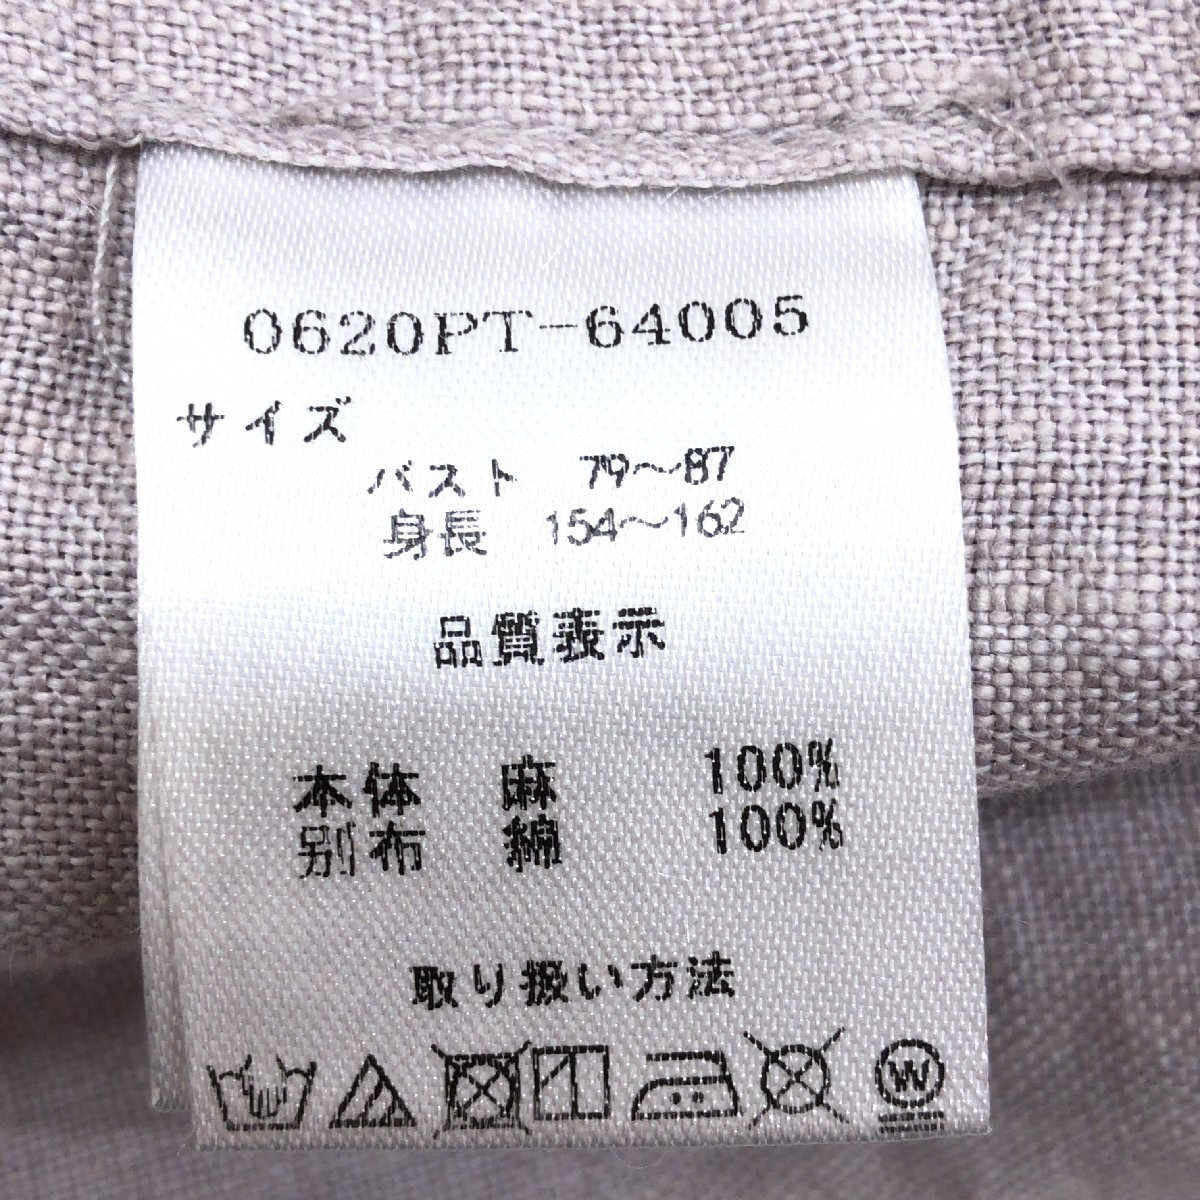 0620PT-64005
サイズ
バスト 79～87
身長 154～162
品質表示
本体 麻 100%
別布 綿 100%
取り扱い方法
W